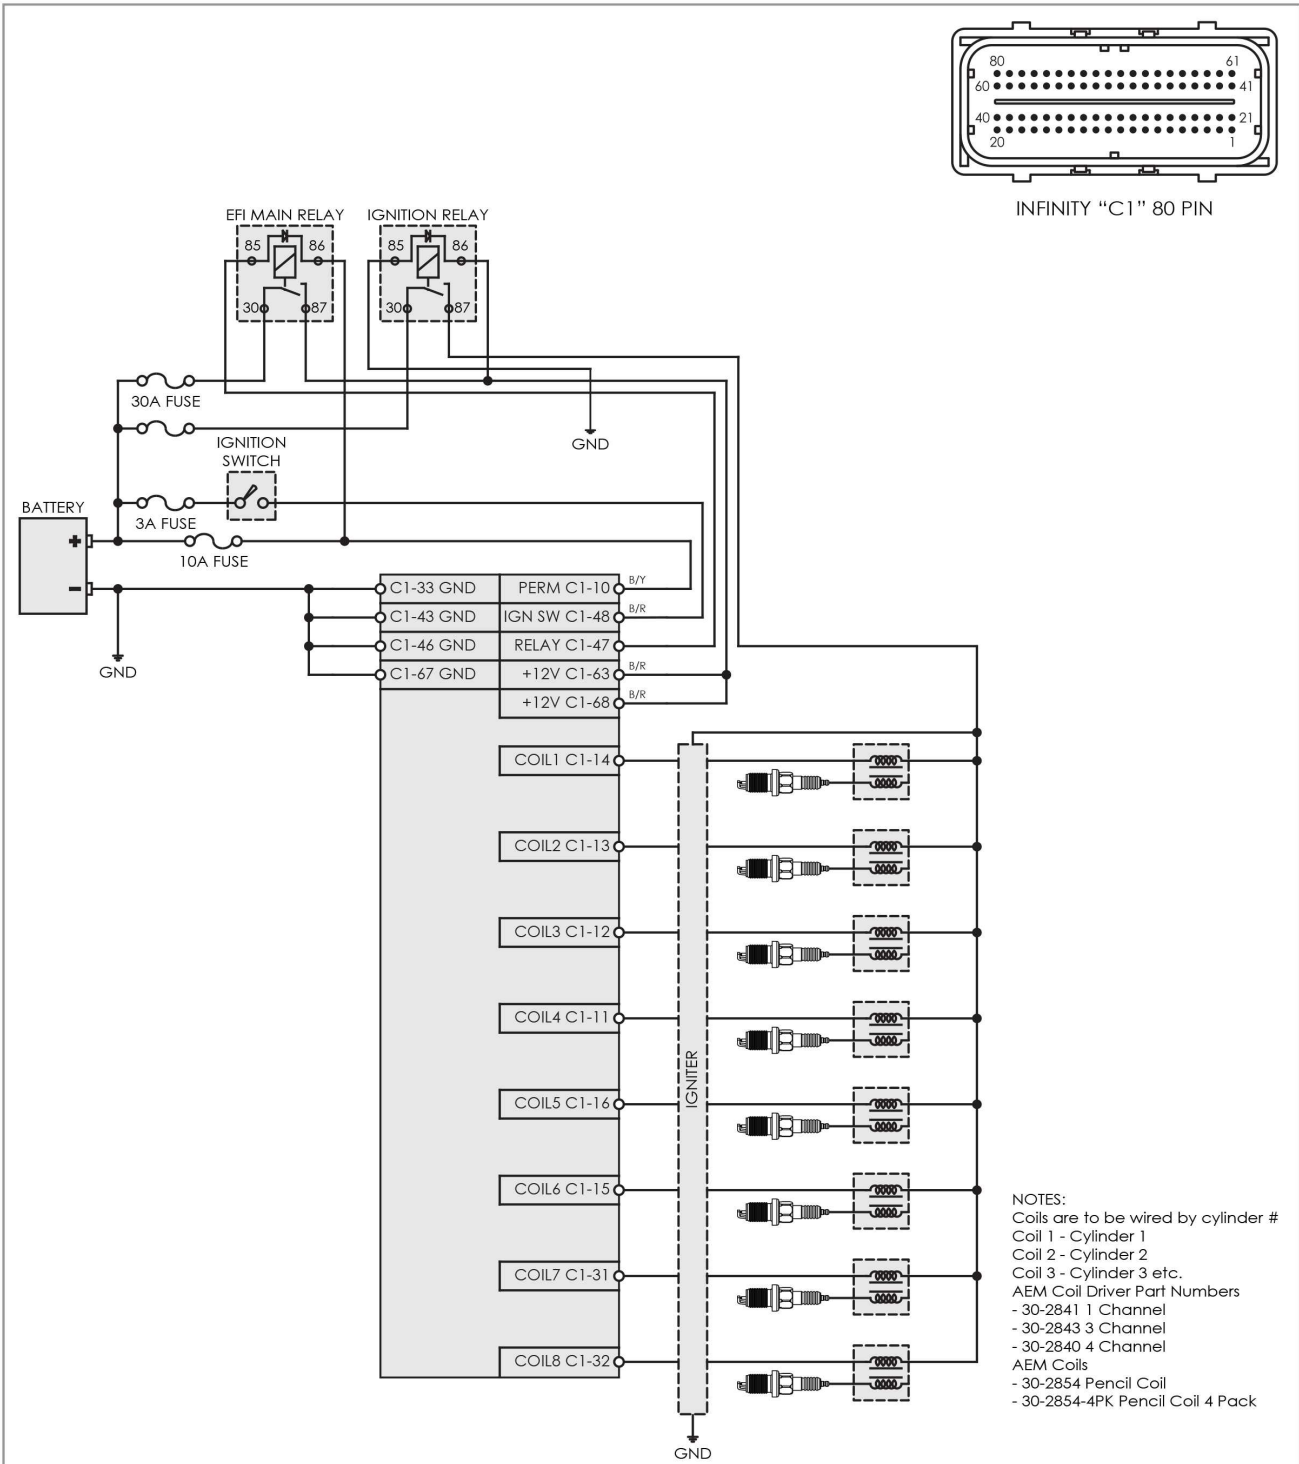 80
61
60
41
40
21
20
1
INFINITY “C1” 80 PIN
EFI MAIN RELAY
IGNITION RELAY
85
86
85
86
30
87
30
87
30A FUSE
GND
IGNITION
SWITCH
BATTERY
3A FUSE
+
10A FUSE
-
GND
C1-33 GND
PERM C1-10
B/Y
C1-43 GND
IGN SW C1-48
B/R
C1-46 GND
RELAY C1-47
C1-67 GND
+12V C1-63
B/R
+12V C1-68
B/R
COIL1 C1-14
COIL2 C1-13
COIL3 C1-12
COIL4 C1-11
IGNITER
COIL5 C1-16
COIL6 C1-15
COIL7 C1-31
COIL8 C1-32
GND
NOTES:
Coils are to be wired by cylinder #
Coil 1 - Cylinder 1
Coil 2 - Cylinder 2
Coil 3 - Cylinder 3 etc.
AEM Coil Driver Part Numbers
- 30-2841 1 Channel
- 30-2843 3 Channel
- 30-2840 4 Channel
AEM Coils
- 30-2854 Pencil Coil
- 30-2854-4PK Pencil Coil 4 Pack